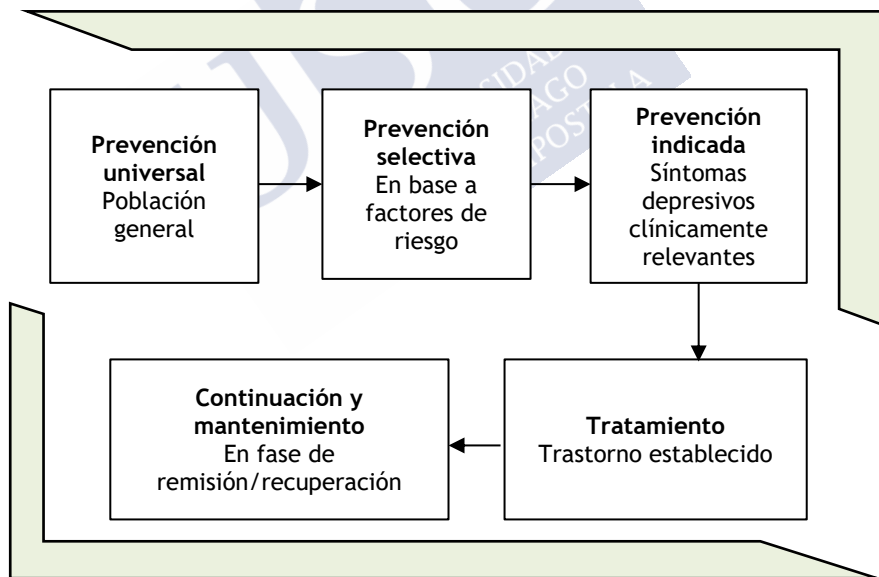 Prevención
universal
Población
general
Prevención
selectiva
En base a
factores de
riesgo
Prevención
indicada
Síntomas
depresivos
clínicamente
relevantes
Continuación y
mantenimiento
En fase de
remisión/recuperación
Tratamiento
Trastorno establecido